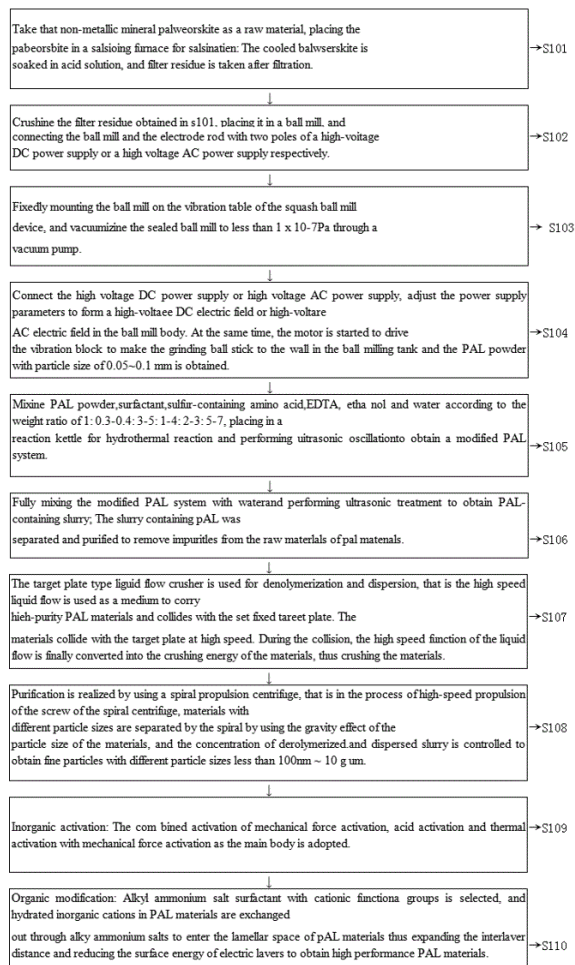 Take that non-metallic mineral palweorskite as a raw material, placing the
pabeorsbite in a salsioing furnace for salsinatien: The cooled balwserskite is
soaked in acid solution, and filter residue is taken after filtration.
S101
Crushine the filter residue obtained in s101, placing it in a ball mill, and
connecting the ball mill and the electrode rod with two poles of a high-voitage
DC power supply or a high voltage AC power supply respectively.
S102
Fixedly mounting the ball mill on the vibration table of the squash ball mill
device, and vacuumizine the sealed ball mill to less than 1 x 10-7Pa through a
vacuum pump.
S103
Connect the high voltage DC power supply or high voltage AC power supply, adjust the power supply
parameters to form a high-voltaee DC electric field or high-voltare
AC electric field in the ball mill body. At the same time, the motor is started to drive
the vibration block to make the grinding ball stick to the wall in the ball milling tank and the PAL powder
with particle size of 0.05~0.1 mm is obtained.
S104
Mixine PAL powder,surfactant,sulfur-containing amino acid,EDTA, etha nol and water according to the
weight ratio of 1: 0.3-0.4: 3-5: 1-4: 2-3: 5-7, placing in a
reaction kettle for hydrothermal reaction and performing uitrasonic oscillationto obtain a modified PAL
system.
S105
Fully mixing the modified PAL system with waterand performing ultrasonic treatment to obtain PAL-
containing slurry; The slurry containing pAL was
separated and purified to remove impuritles from the raw materlals of pal matenals.
S106
The target plate type liguid flow crusher is used for denolymerization and dispersion, that is the high speed
liquid flow is used as a medium to corry
hieh-purity PAL materials and collides with the set fixed tareet plate. The
materials collide with the target plate at high speed. During the collision, the high speed function of the liquid
flow is finally converted into the crushing energy of the materials, thus crushing the materials.
S107
Purification is realized by using a spiral propulsion centrifuge, that is in the process of high-speed propulsion
of the screw of the spiral centrifuge, materials with
different particle sizes are separated by the spiral by using the gravity effect of the
particle size of the materials, and the concentration of derolymerized.and dispersed slurry is controlled to
obtain fine particles with different particle sizes less than 100nm ~ 10 g um.
S108
Inorganic activation: The com bined activation of mechanical force activation, acid activation and thermal
activation with mechanical force activation as the main body is adopted.
S109
Organic modification: Alkyl ammonium salt surfactant with cationic functiona groups is selected, and
hydrated inorganic cations in PAL materials are exchanged
out through alky ammonium salts to enter the lamellar space of pAL materials thus expanding the interlaver
distance and reducing the surface energy of electric lavers to obtain high performance PAL materials.
S110